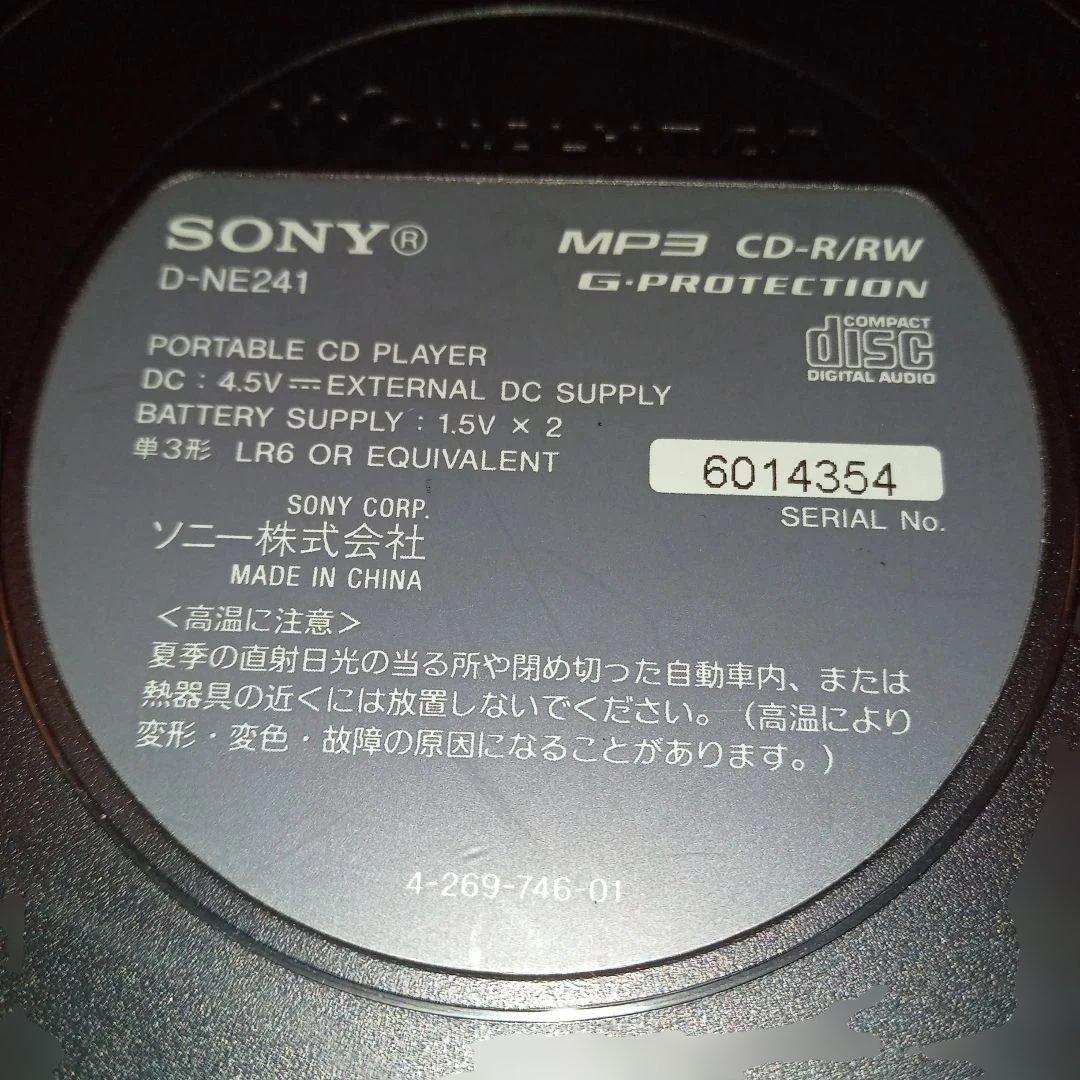 SONY®
D-NE241
MP3 CD-R/RW
G·PROTECTION
COMPACT
disc
DIGITAL AUDIO
PORTABLE CD PLAYER
DC : 4.5V ⎓ EXTERNAL DC SUPPLY
BATTERY SUPPLY : 1.5V × 2
単3形 LR6 OR EQUIVALENT
6014354
SERIAL No.
SONY CORP.
ソニー株式会社
MADE IN CHINA
<高温に注意>
夏季の直射日光の当る所や閉め切った自動車内、または
熱器具の近くには放置しないでください。(高温により
変形・変色・故障の原因になることがあります。)
4-269-746-01